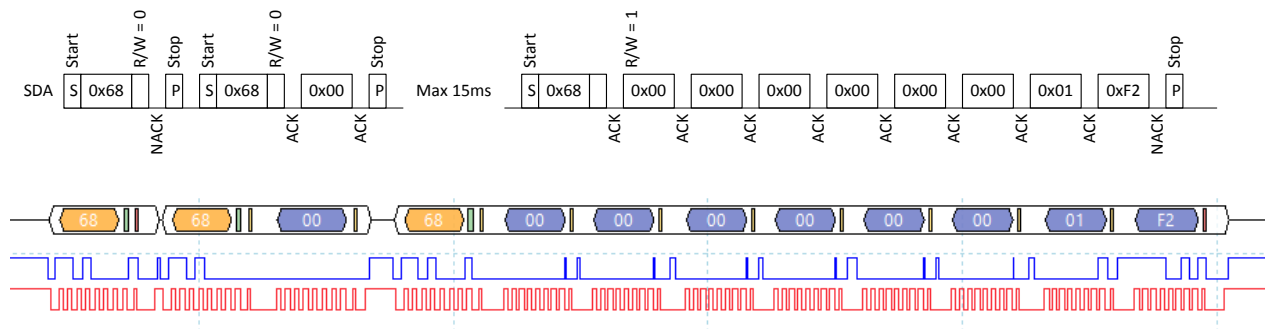 Start R/W = 0 Stop Start R/W = 0 Start R/W = 1 Stop
SDA S 0x68 P S 0x68 0x00 P Max 15ms S 0x68 0x00 0x00 0x00 0x00 0x00 0x00 0x01 0xF2 P
NACK ACK ACK ACK ACK ACK ACK ACK ACK ACK ACK NACK
68 68 00 68 00 00 00 00 00 00 01 F2